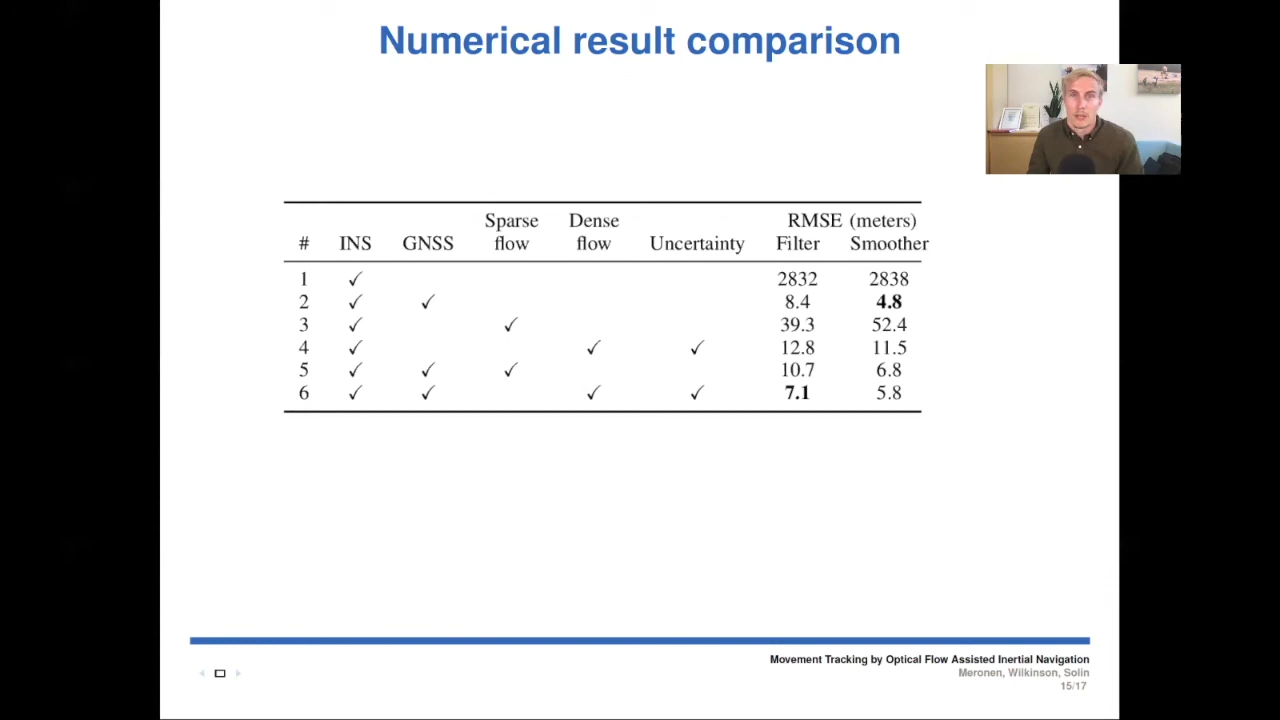 Numerical result comparison
Sparse Dense RMSE (meters)
# INS GNSS flow flow Uncertainty Filter Smoother
1 ✓ 2832 2838
2 ✓ ✓ 8.4 4.8
3 ✓ ✓ 39.3 52.4
4 ✓ ✓ ✓ 12.8 11.5
5 ✓ ✓ ✓ 10.7 6.8
6 ✓ ✓ ✓ ✓ 7.1 5.8
Movement Tracking by Optical Flow Assisted Inertial Navigation
Meronen, Wilkinson, Solin
15/17